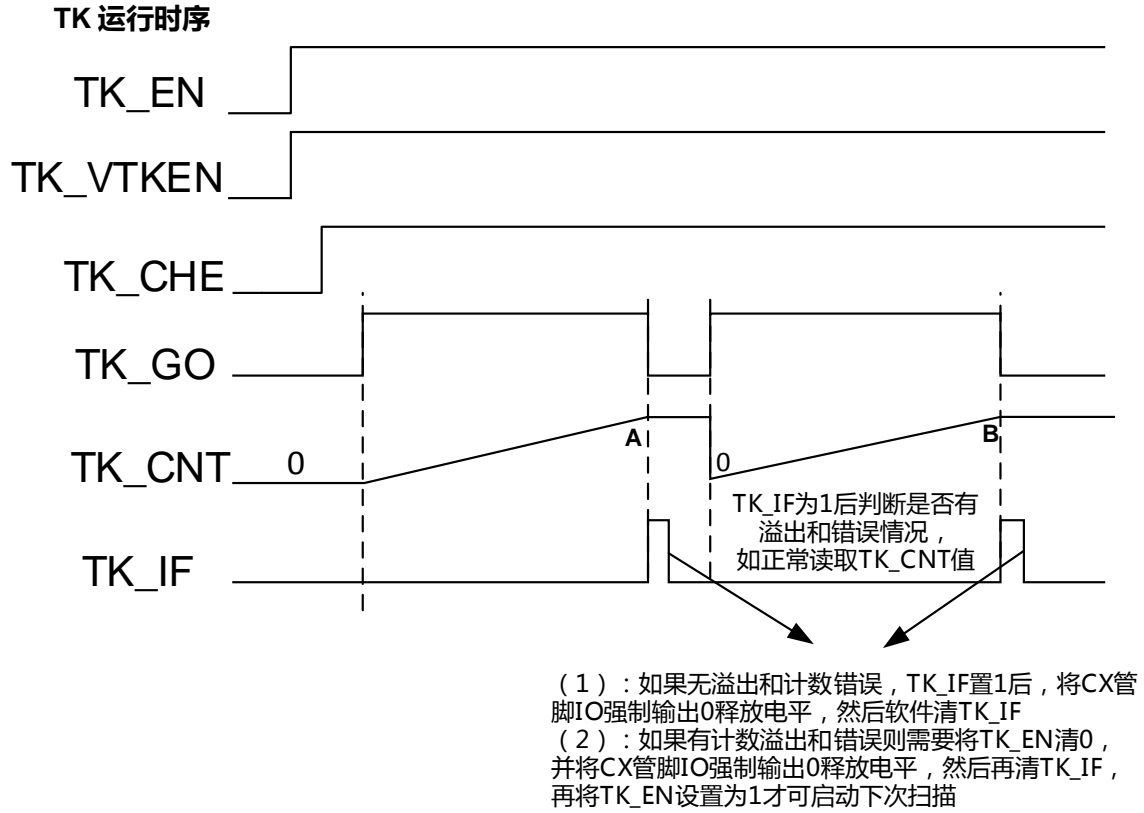 TK 运行时序
TK_EN
TK_VTKEN
TK_CHE
TK_GO
A
B
TK_CNT
0
0
TK_IF为1后判断是否有
溢出和错误情况，
如正常读取TK_CNT值
TK_IF
（1）：如果无溢出和计数错误，TK_IF置1后，将CX管
脚IO强制输出0释放电平，然后软件清TK_IF
（2）：如果有计数溢出和错误则需要将TK_EN清0，
并将CX管脚IO强制输出0释放电平，然后再清TK_IF，
再将TK_EN设置为1才可启动下次扫描